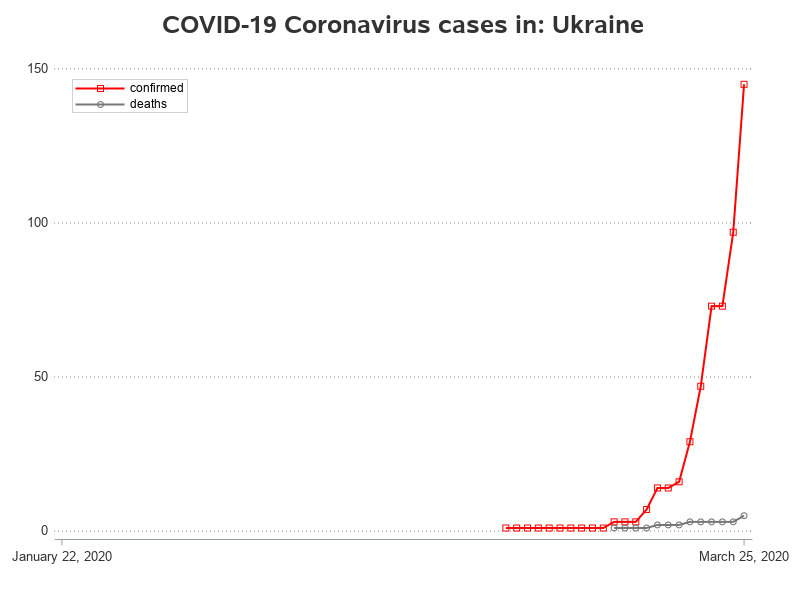 COVID-19 Coronavirus cases in: Ukraine
150
confirmed
deaths
100
50
0
January 22, 2020
March 25, 2020